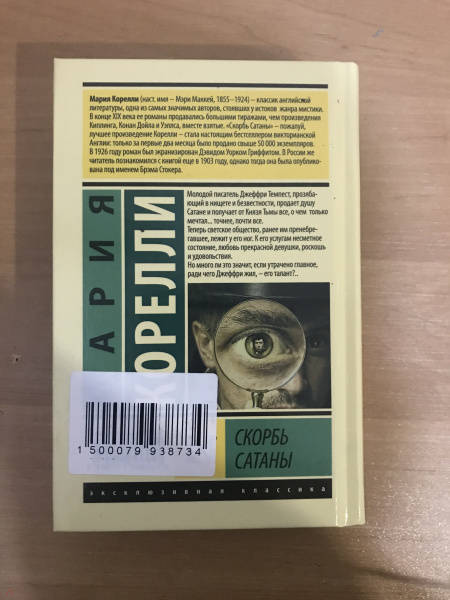 Мария Корелли (наст. имя – Мэри Маккей, 1855–1924) – классик английской
литературы, одна из самых значимых авторов, стоявших у истоков жанра мистики.
В конце XIX века ее романы продавались большими тиражами, чем произведения
Киплинга, Конан Дойла и Уэллса, вместе взятые. «Скорбь Сатаны» – пожалуй,
лучшее произведение Корелли – стала настоящим бестселлером викторианской
Англии: только за первые два месяца было продано свыше 50 000 экземпляров.
В 1926 году роман был экранизирован Дэвидом Уорком Гриффитом. В России же
читатель познакомился с книгой еще в 1903 году, однако тогда она была опублико-
вана под именем Брэма Стокера.
АРИЯ
КОРЕЛЛИ
Молодой писатель Джеффри Темпест, прозяба-
ющий в нищете и безвестности, продает душу
Сатане и получает от Князя Тьмы все, о чем только
мечтал... точнее, почти все.
Теперь светское общество, ранее им пренебре-
гавшее, лежит у его ног. К его услугам несметное
состояние, любовь прекрасной девушки, роскошь
и удовольствия.
Но много ли это значит, если утрачено главное,
ради чего Джеффри жил, – его талант?..
1 500079 938734
СКОРБЬ
САТАНЫ
эксклюзивная классика